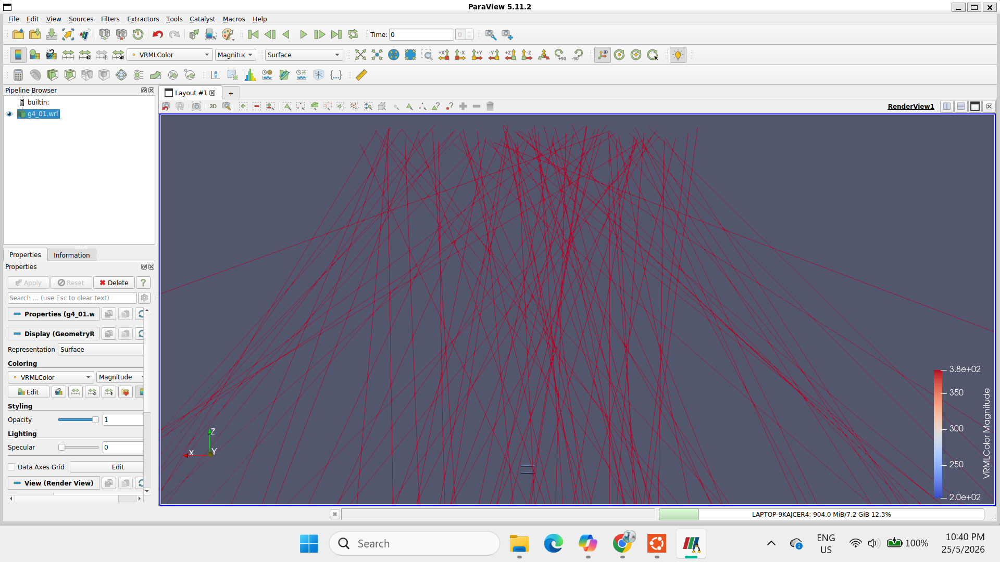 ParaView 5.11.2
File Edit View Sources Filters Extractors Tools Catalyst Macros Help
Time: 0 0
VRMLColor Magnituc Surface
+X -X +Y -Y +Z -Z +90 -90
Pipeline Browser
builtin:
g4_01.wrl
Layout #1 +
3D RenderView1
Properties Information
Properties
Apply Reset Delete ?
Search ... (use Esc to clear text)
Properties (g4_01.w
Display (GeometryR
Representation Surface
Coloring
VRMLColor Magnitude
Edit
Styling
Opacity 1
Lighting
Specular 0
Data Axes Grid Edit
View (Render View)
Z
X Y
3.8e+02
350
300
250
2.0e+02
VRMLColor Magnitude
LAPTOP-9KAJCER4: 904.0 MiB/7.2 GiB 12.3%
Search
ENG
US
100%
10:40 PM
25/5/2026